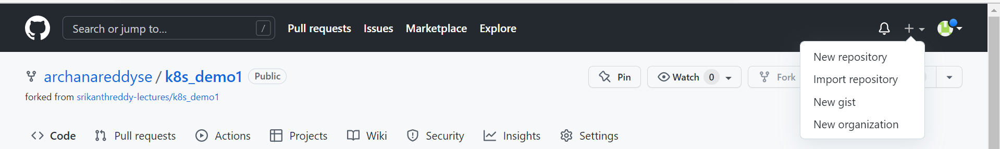 Search or jump to... /
Pull requests Issues Marketplace Explore
New repository
Import repository
New gist
New organization
archanareddyse / k8s_demo1 Public
Pin Watch 0 Fork
forked from srikanthreddy-lectures/k8s_demo1
Code Pull requests Actions Projects Wiki Security Insights Settings